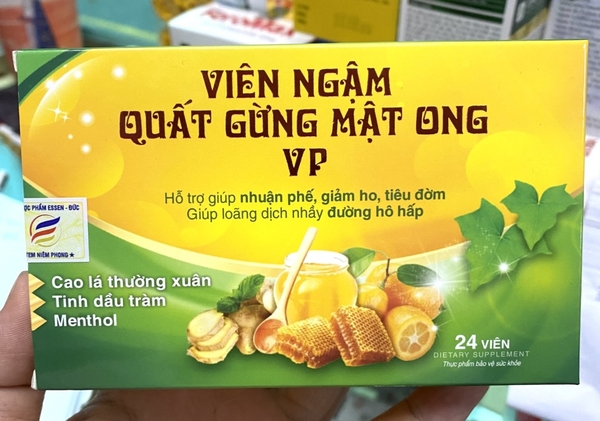 VIÊN NGẬM
QUẤT GỪNG MẬT ONG
VP
Hỗ trợ giúp nhuận phế, giảm ho, tiêu đờm
Giúp loãng dịch nhầy đường hô hấp
ỢC PHẨM ESSEN - ĐỨC
TEM NIÊM PHONG
Cao lá thường xuân
Tinh dầu tràm
Menthol
24 VIÊN
DIETARY SUPPLEMENT
Thực phẩm bảo vệ sức khỏe